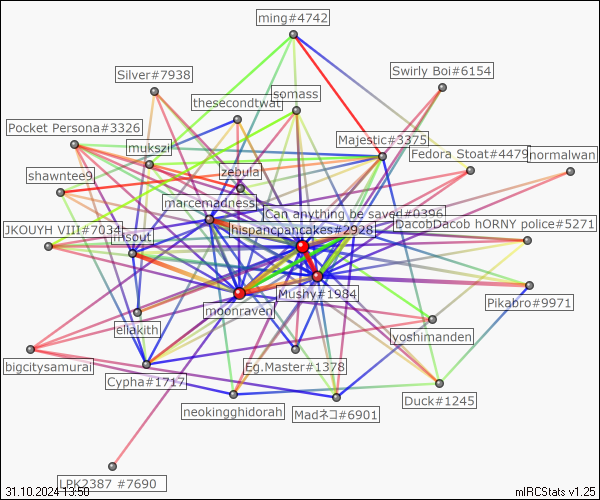 ming#4742
Swirly Boi#6154
Silver#7938
somass
thesecondtwat
Pocket Persona#3326
Majestic#3375
mukszil
Fedora Stoat#4479
normalwan
zebula
shawntee9
marcemadness
Can anything be saved#0396
DacobDacob hORNY police#5271
JKOUYH VIII#7034
hispancpancakes#2928
msout
Mushy#1984
Pikabro#9971
moonraven
eliakith
yoshimanden
bigcitysamurai
Eg.Master#1378
Cypha#1717
Duck#1245
neokingghidorah
Madネコ#6901
LPK2387 #7690
31.10.2024 13:50
mIRCStats v1.25